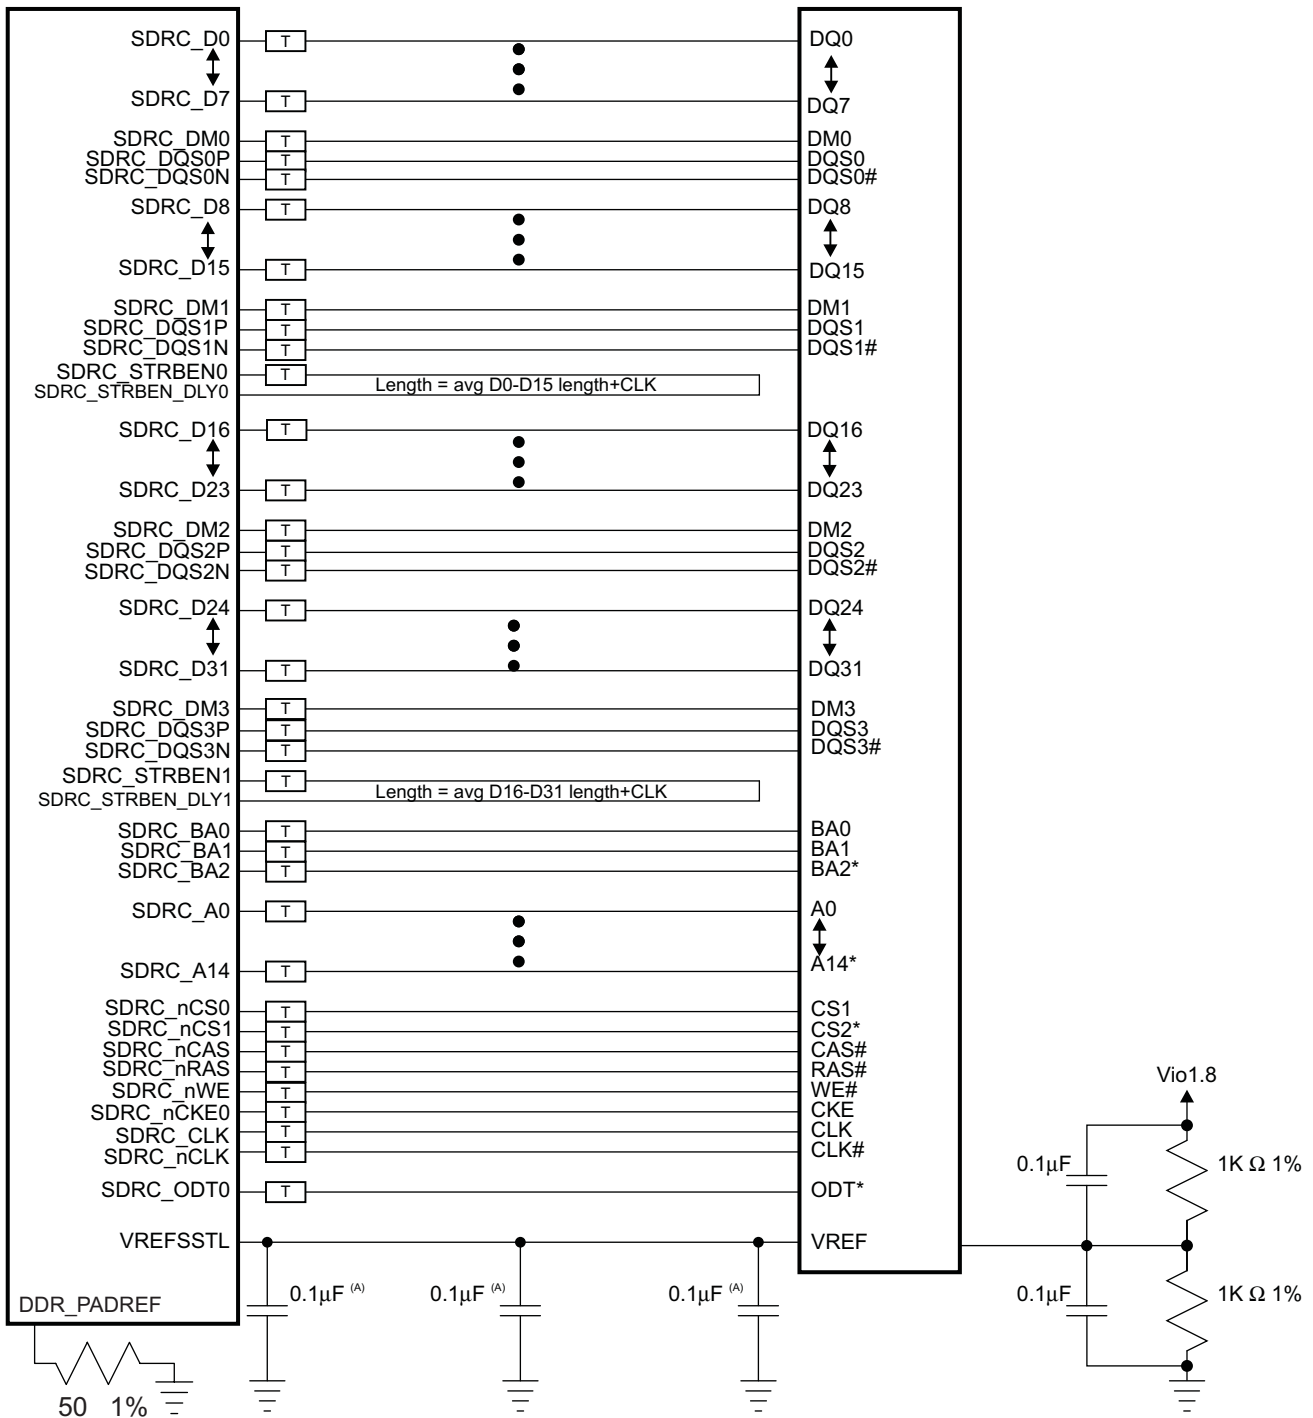 SDRC_D0 T DQ0
SDRC_D7 T DQ7
SDRC_DM0 T DM0
SDRC_DQS0P T DQS0
SDRC_DQS0N T DQS0#
SDRC_D8 T DQ8
SDRC_D15 T DQ15
SDRC_DM1 T DM1
SDRC_DQS1P T DQS1
SDRC_DQS1N T DQS1#
SDRC_STRBEN0 T
SDRC_STRBEN_DLY0 Length = avg D0-D15 length+CLK
SDRC_D16 T DQ16
SDRC_D23 T DQ23
SDRC_DM2 T DM2
SDRC_DQS2P T DQS2
SDRC_DQS2N T DQS2#
SDRC_D24 T DQ24
SDRC_D31 T DQ31
SDRC_DM3 T DM3
SDRC_DQS3P T DQS3
SDRC_DQS3N T DQS3#
SDRC_STRBEN1 T
SDRC_STRBEN_DLY1 Length = avg D16-D31 length+CLK
SDRC_BA0 T BA0
SDRC_BA1 T BA1
SDRC_BA2 T BA2*
SDRC_A0 T A0
SDRC_A14 T A14*
SDRC_nCS0 T CS1
SDRC_nCS1 T CS2*
SDRC_nCAS T CAS#
SDRC_nRAS T RAS#
SDRC_nWE T WE#
SDRC_nCKE0 T CKE
SDRC_CLK T CLK
SDRC_nCLK T CLK#
SDRC_ODT0 T ODT*
VREFSSTL VREF
Vio1.8
0.1μF 1K Ω 1%
0.1μF (A) 0.1μF (A) 0.1μF (A) 0.1μF 1K Ω 1%
DDR_PADREF
50 1%